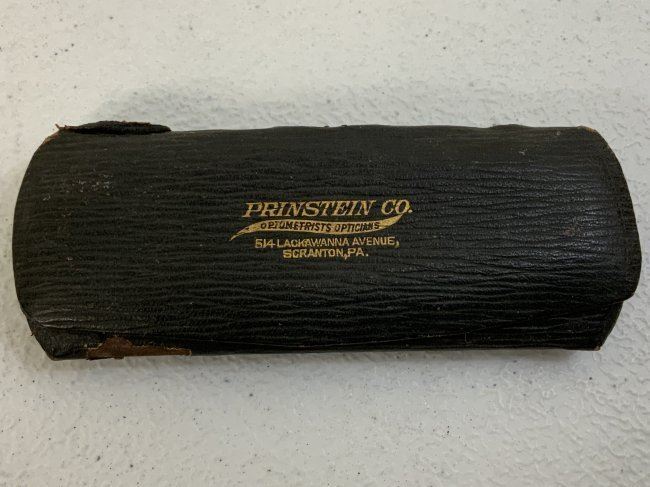 PRINSTEIN CO.
OPTOMETRISTS OPTICIANS
514 LACKAWANNA AVENUE,
SCRANTON, PA.